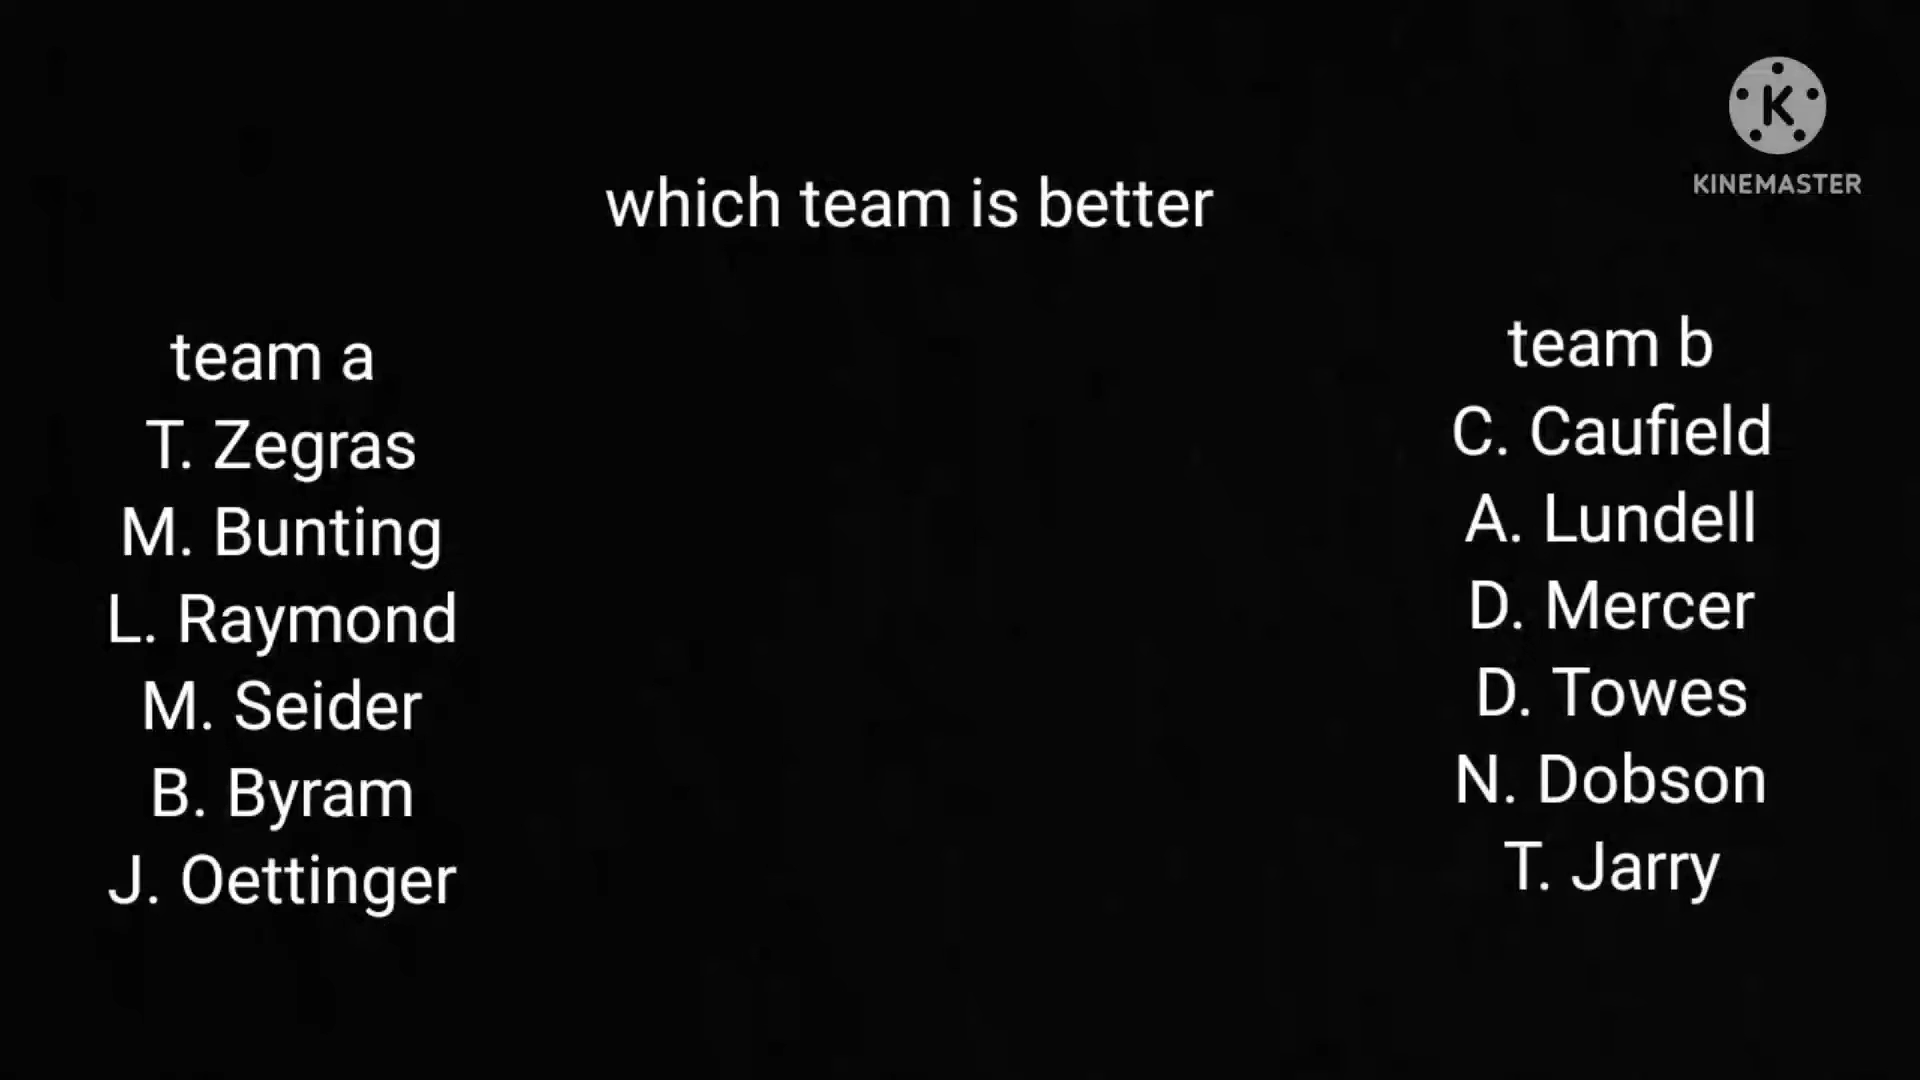 KINEMASTER
which team is better
team a
T. Zegras
M. Bunting
L. Raymond
M. Seider
B. Byram
J. Oettinger
team b
C. Caufield
A. Lundell
D. Mercer
D. Towes
N. Dobson
T. Jarry